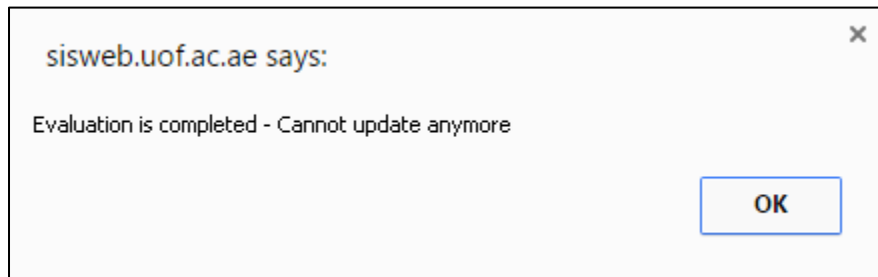 sisweb.uof.ac.ae says:
Evaluation is completed - Cannot update anymore
OK